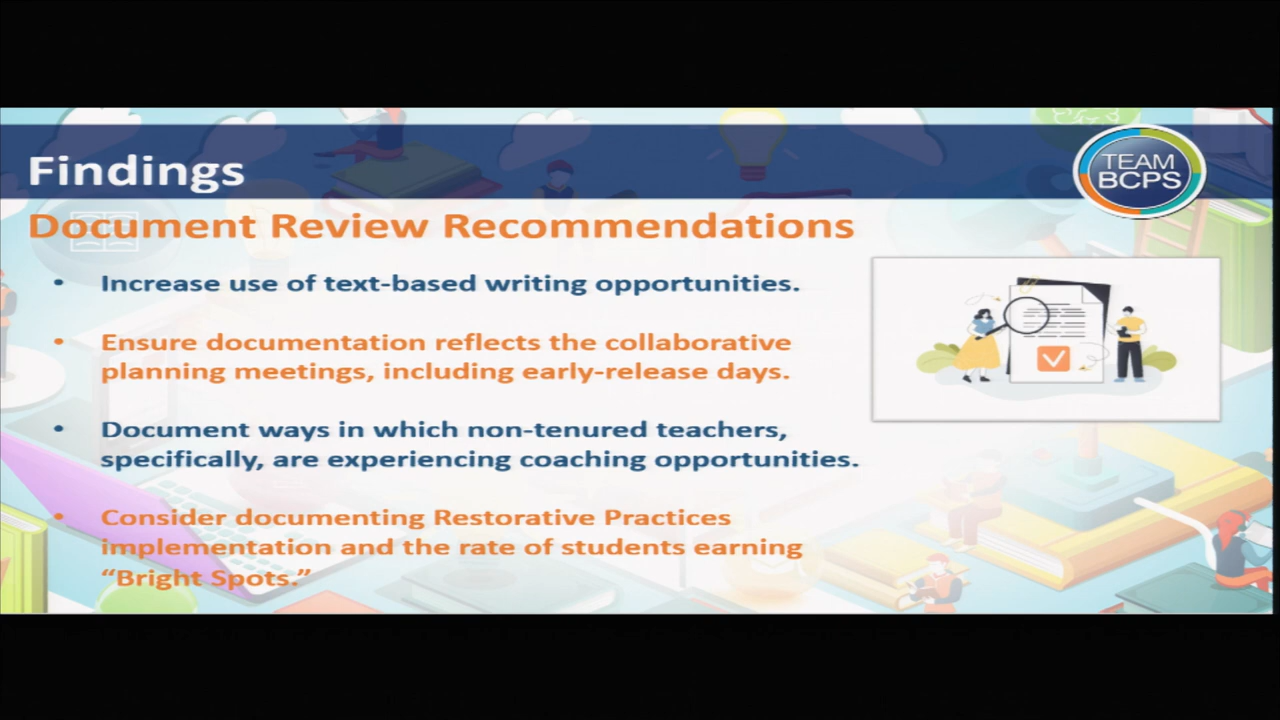 Findings
TEAM
BCPS
Document Review Recommendations
• Increase use of text-based writing opportunities.
• Ensure documentation reflects the collaborative
planning meetings, including early-release days.
• Document ways in which non-tenured teachers,
specifically, are experiencing coaching opportunities.
• Consider documenting Restorative Practices
implementation and the rate of students earning
“Bright Spots.”